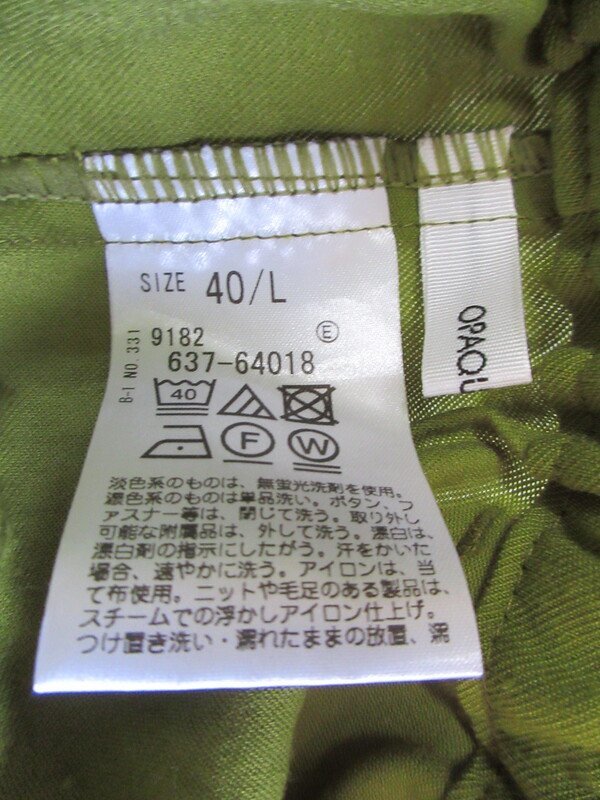 SIZE 40/L
B-1 NO.331
9182 Ⓔ
637-64018
40
F W
淡色系のものは、無蛍光洗剤を使用。
濃色系のものは単品洗い。ボタン、フ
ァスナー等は、閉じて洗う。取り外し
可能な附属品は、外して洗う。漂白は、
漂白剤の指示にしたがう。汗をかいた
場合、速やかに洗う。アイロンは、当
て布使用。ニットや毛足のある製品は、
スチームでの浮かしアイロン仕上げ。
つけ置き洗い・濡れたままの放置、濡
OPAQU